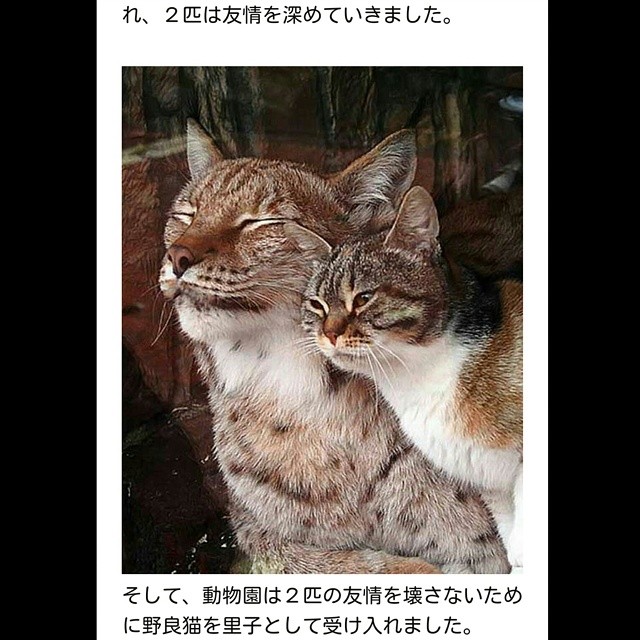 れ、２匹は友情を深めていきました。
そして、動物園は２匹の友情を壊さないため
に野良猫を里子として受け入れました。